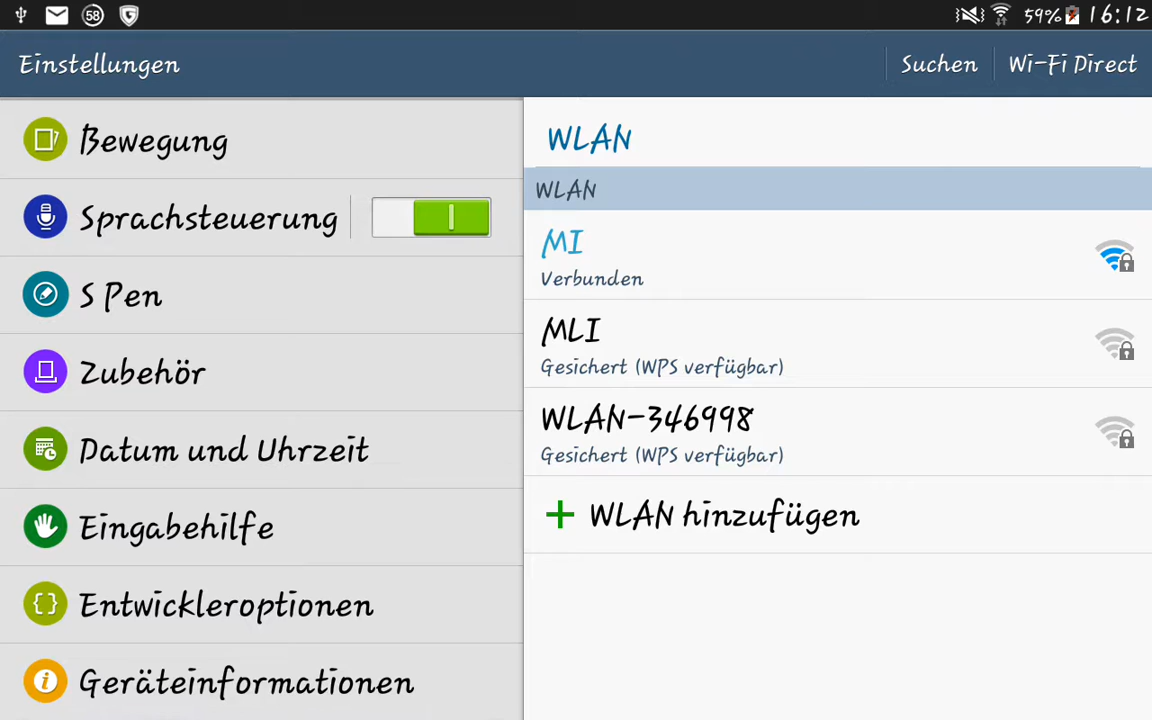 58
59% 16:12
Einstellungen
Suchen
Wi-Fi Direct
Bewegung
Sprachsteuerung
S Pen
Zubehör
Datum und Uhrzeit
Eingabehilfe
Entwickleroptionen
Geräteinformationen
WLAN
WLAN
MI
Verbunden
MLI
Gesichert (WPS verfügbar)
WLAN-346998
Gesichert (WPS verfügbar)
WLAN hinzufügen